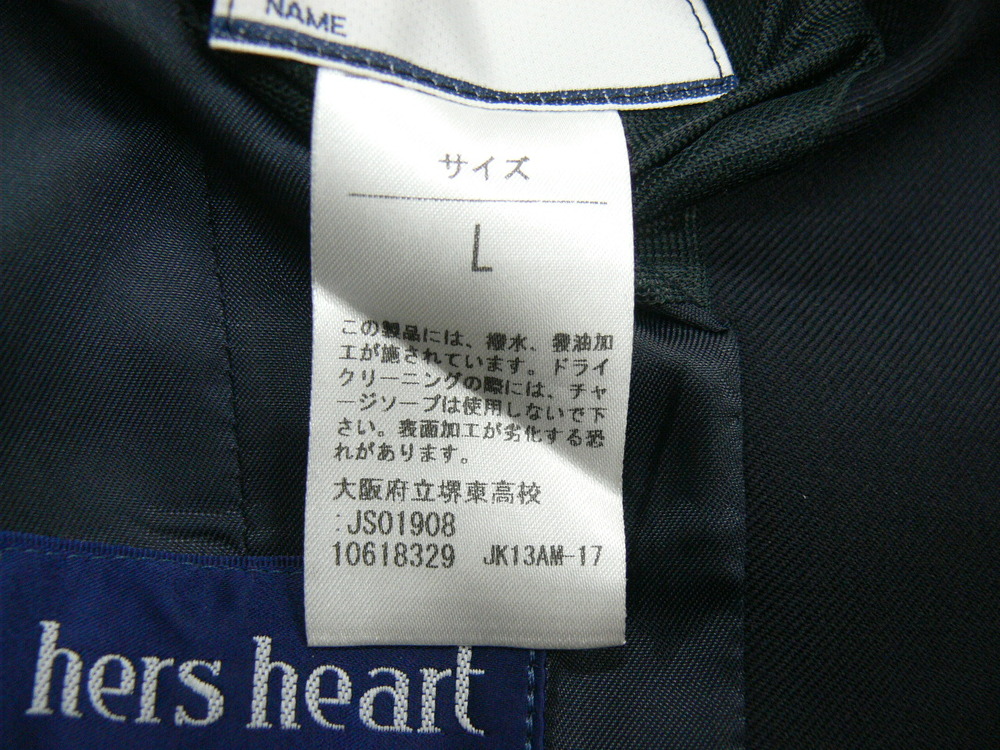 NAME
サイズ
L
この製品には、撥水、撥油加
工が施されています。ドライ
クリーニングの際には、チャ
ージソープは使用しないで下
さい。表面加工が劣化する恐
れがあります。
大阪府立堺東高校
:JS01908
10618329 JK13AM-17
hers heart